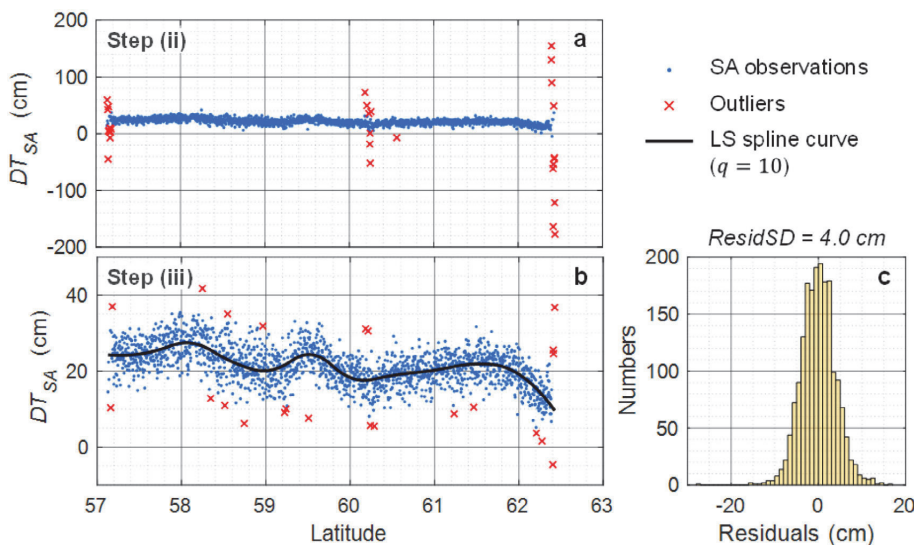 Step (ii)
a
200
100
0
-100
-200
DT_SA (cm)
SA observations
Outliers
LS spline curve
(q = 10)
Step (iii)
b
40
20
0
DT_SA (cm)
57
58
59
60
61
62
63
Latitude
ResidSD = 4.0 cm
c
200
150
100
50
0
Numbers
-20
0
20
Residuals (cm)